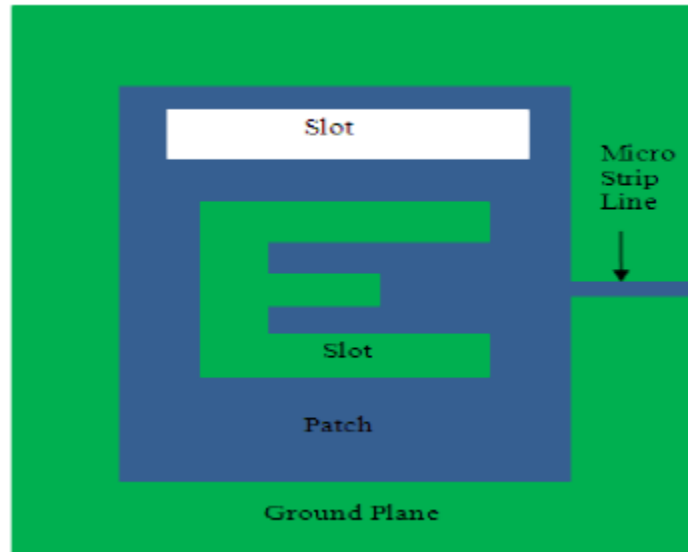 Slot
Micro
Strip
Line
Slot
Patch
Ground Plane